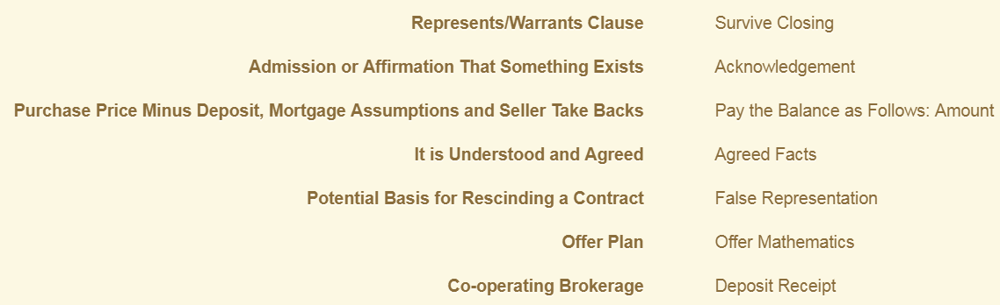 Represents/Warrants Clause Survive Closing
Admission or Affirmation That Something Exists Acknowledgement
Purchase Price Minus Deposit, Mortgage Assumptions and Seller Take Backs Pay the Balance as Follows: Amount
It is Understood and Agreed Agreed Facts
Potential Basis for Rescinding a Contract False Representation
Offer Plan Offer Mathematics
Co-operating Brokerage Deposit Receipt